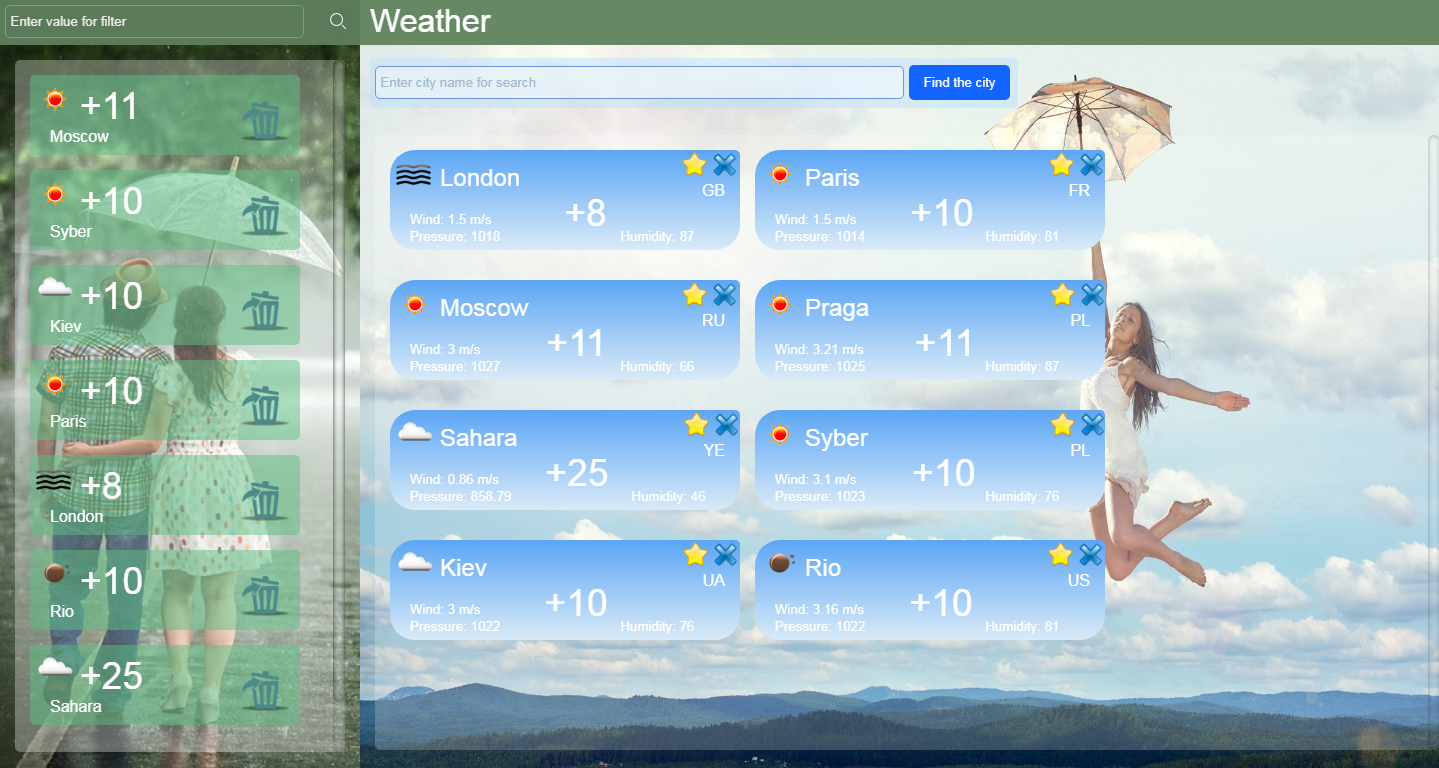 Enter value for filter
Weather
+11
Moscow
+10
Syber
+10
Kiev
+10
Paris
+8
London
+10
Rio
+25
Sahara
Enter city name for search
Find the city
London
GB
+8
Wind: 1.5 m/s
Pressure: 1018
Humidity: 87
Paris
FR
+10
Wind: 1.5 m/s
Pressure: 1014
Humidity: 81
Moscow
RU
+11
Wind: 3 m/s
Pressure: 1027
Humidity: 66
Praga
PL
+11
Wind: 3.21 m/s
Pressure: 1025
Humidity: 87
Sahara
YE
+25
Wind: 0.86 m/s
Pressure: 858.79
Humidity: 46
Syber
PL
+10
Wind: 3.1 m/s
Pressure: 1023
Humidity: 76
Kiev
UA
+10
Wind: 3 m/s
Pressure: 1022
Humidity: 76
Rio
US
+10
Wind: 3.16 m/s
Pressure: 1022
Humidity: 81